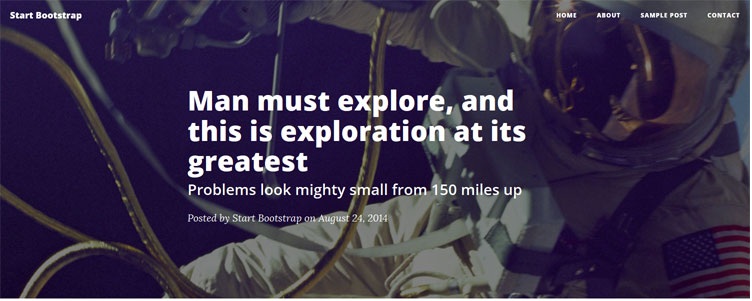 Start Bootstrap
HOME ABOUT SAMPLE POST CONTACT
Man must explore, and
this is exploration at its
greatest
Problems look mighty small from 150 miles up
Posted by Start Bootstrap on August 24, 2014